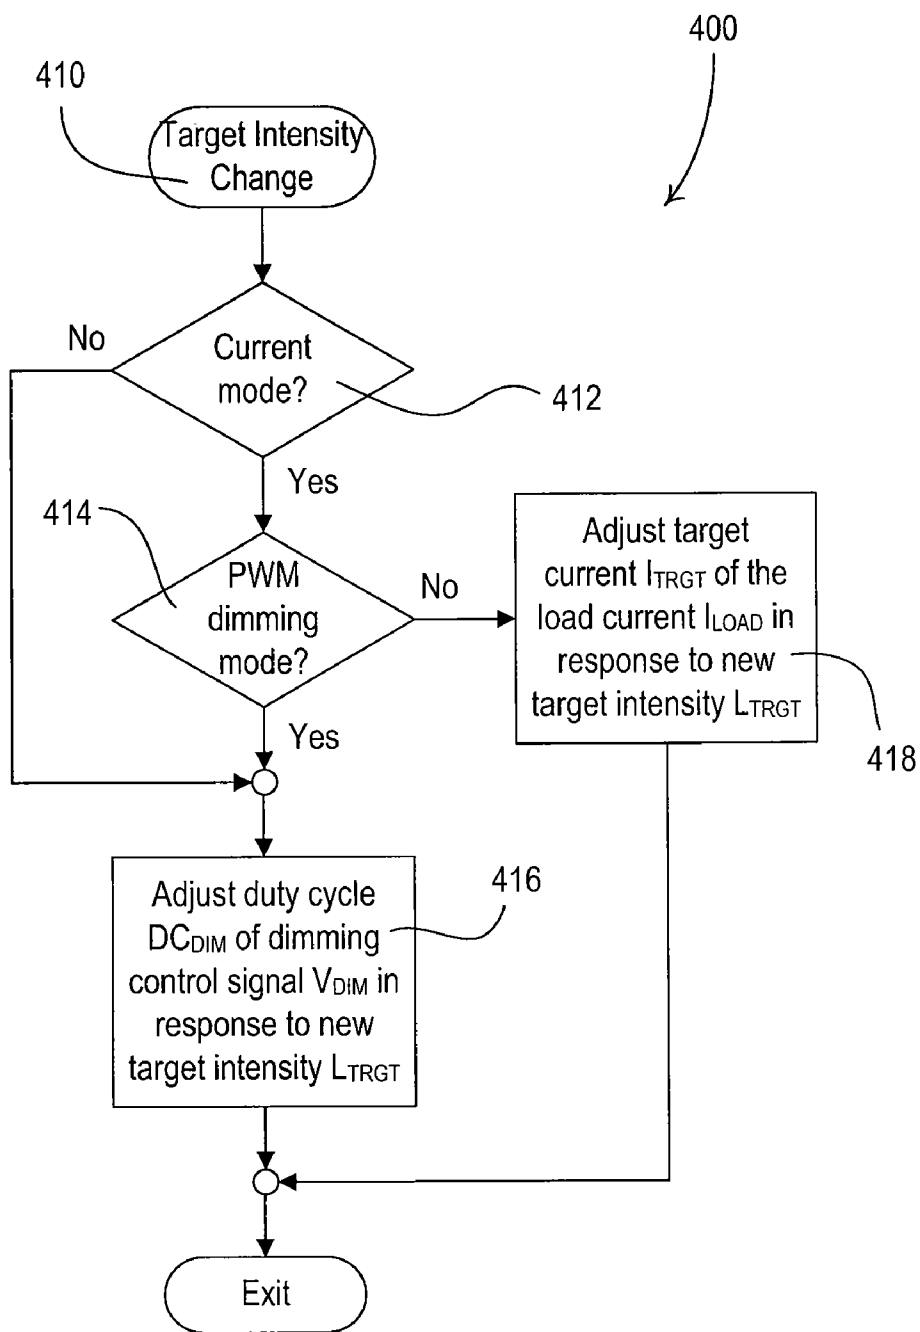 400
410
Target Intensity
Change
No
Current
mode?
412
Yes
414
PWM
dimming
mode?
No
Adjust target
current ITRGT of the
load current ILOAD in
response to new
target intensity LTRGT
418
Yes
Adjust duty cycle
DCDIM of dimming
control signal VDIM in
response to new
target intensity LTRGT
416
Exit